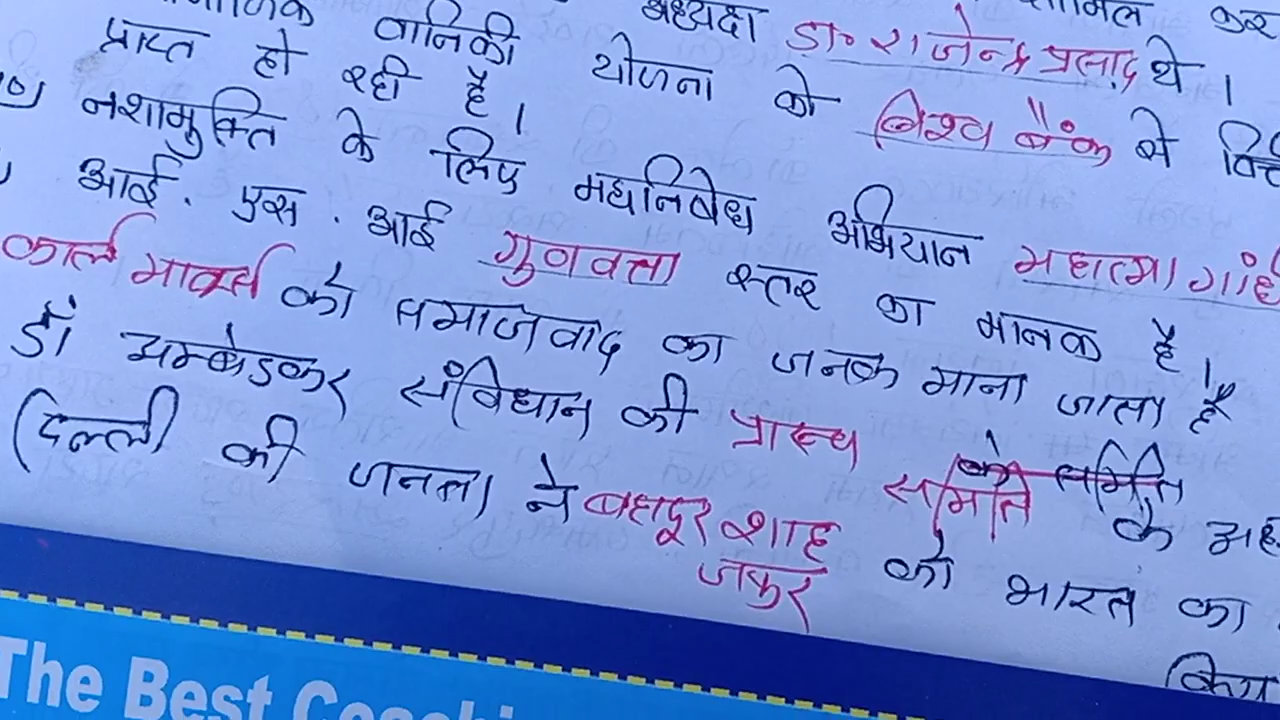 अध्यक्ष डा॰ राजेन्द्र प्रसाद थे ।
वानिकी योजना को विश्व बैंक से
प्राप्त हो रही है ।
नशामुक्ति के लिए मद्यनिषेध अभियान महात्मा
आई . एस . आई गुणवत्ता स्तर का मानक है ।
कार्ल मार्क्स को समाजवाद का जनक माना जाता है
डॉ अम्बेडकर संविधान की प्रारूप समिति के
दिल्ली की जनता ने बहादुर शाह जफर को भारत का
The Best